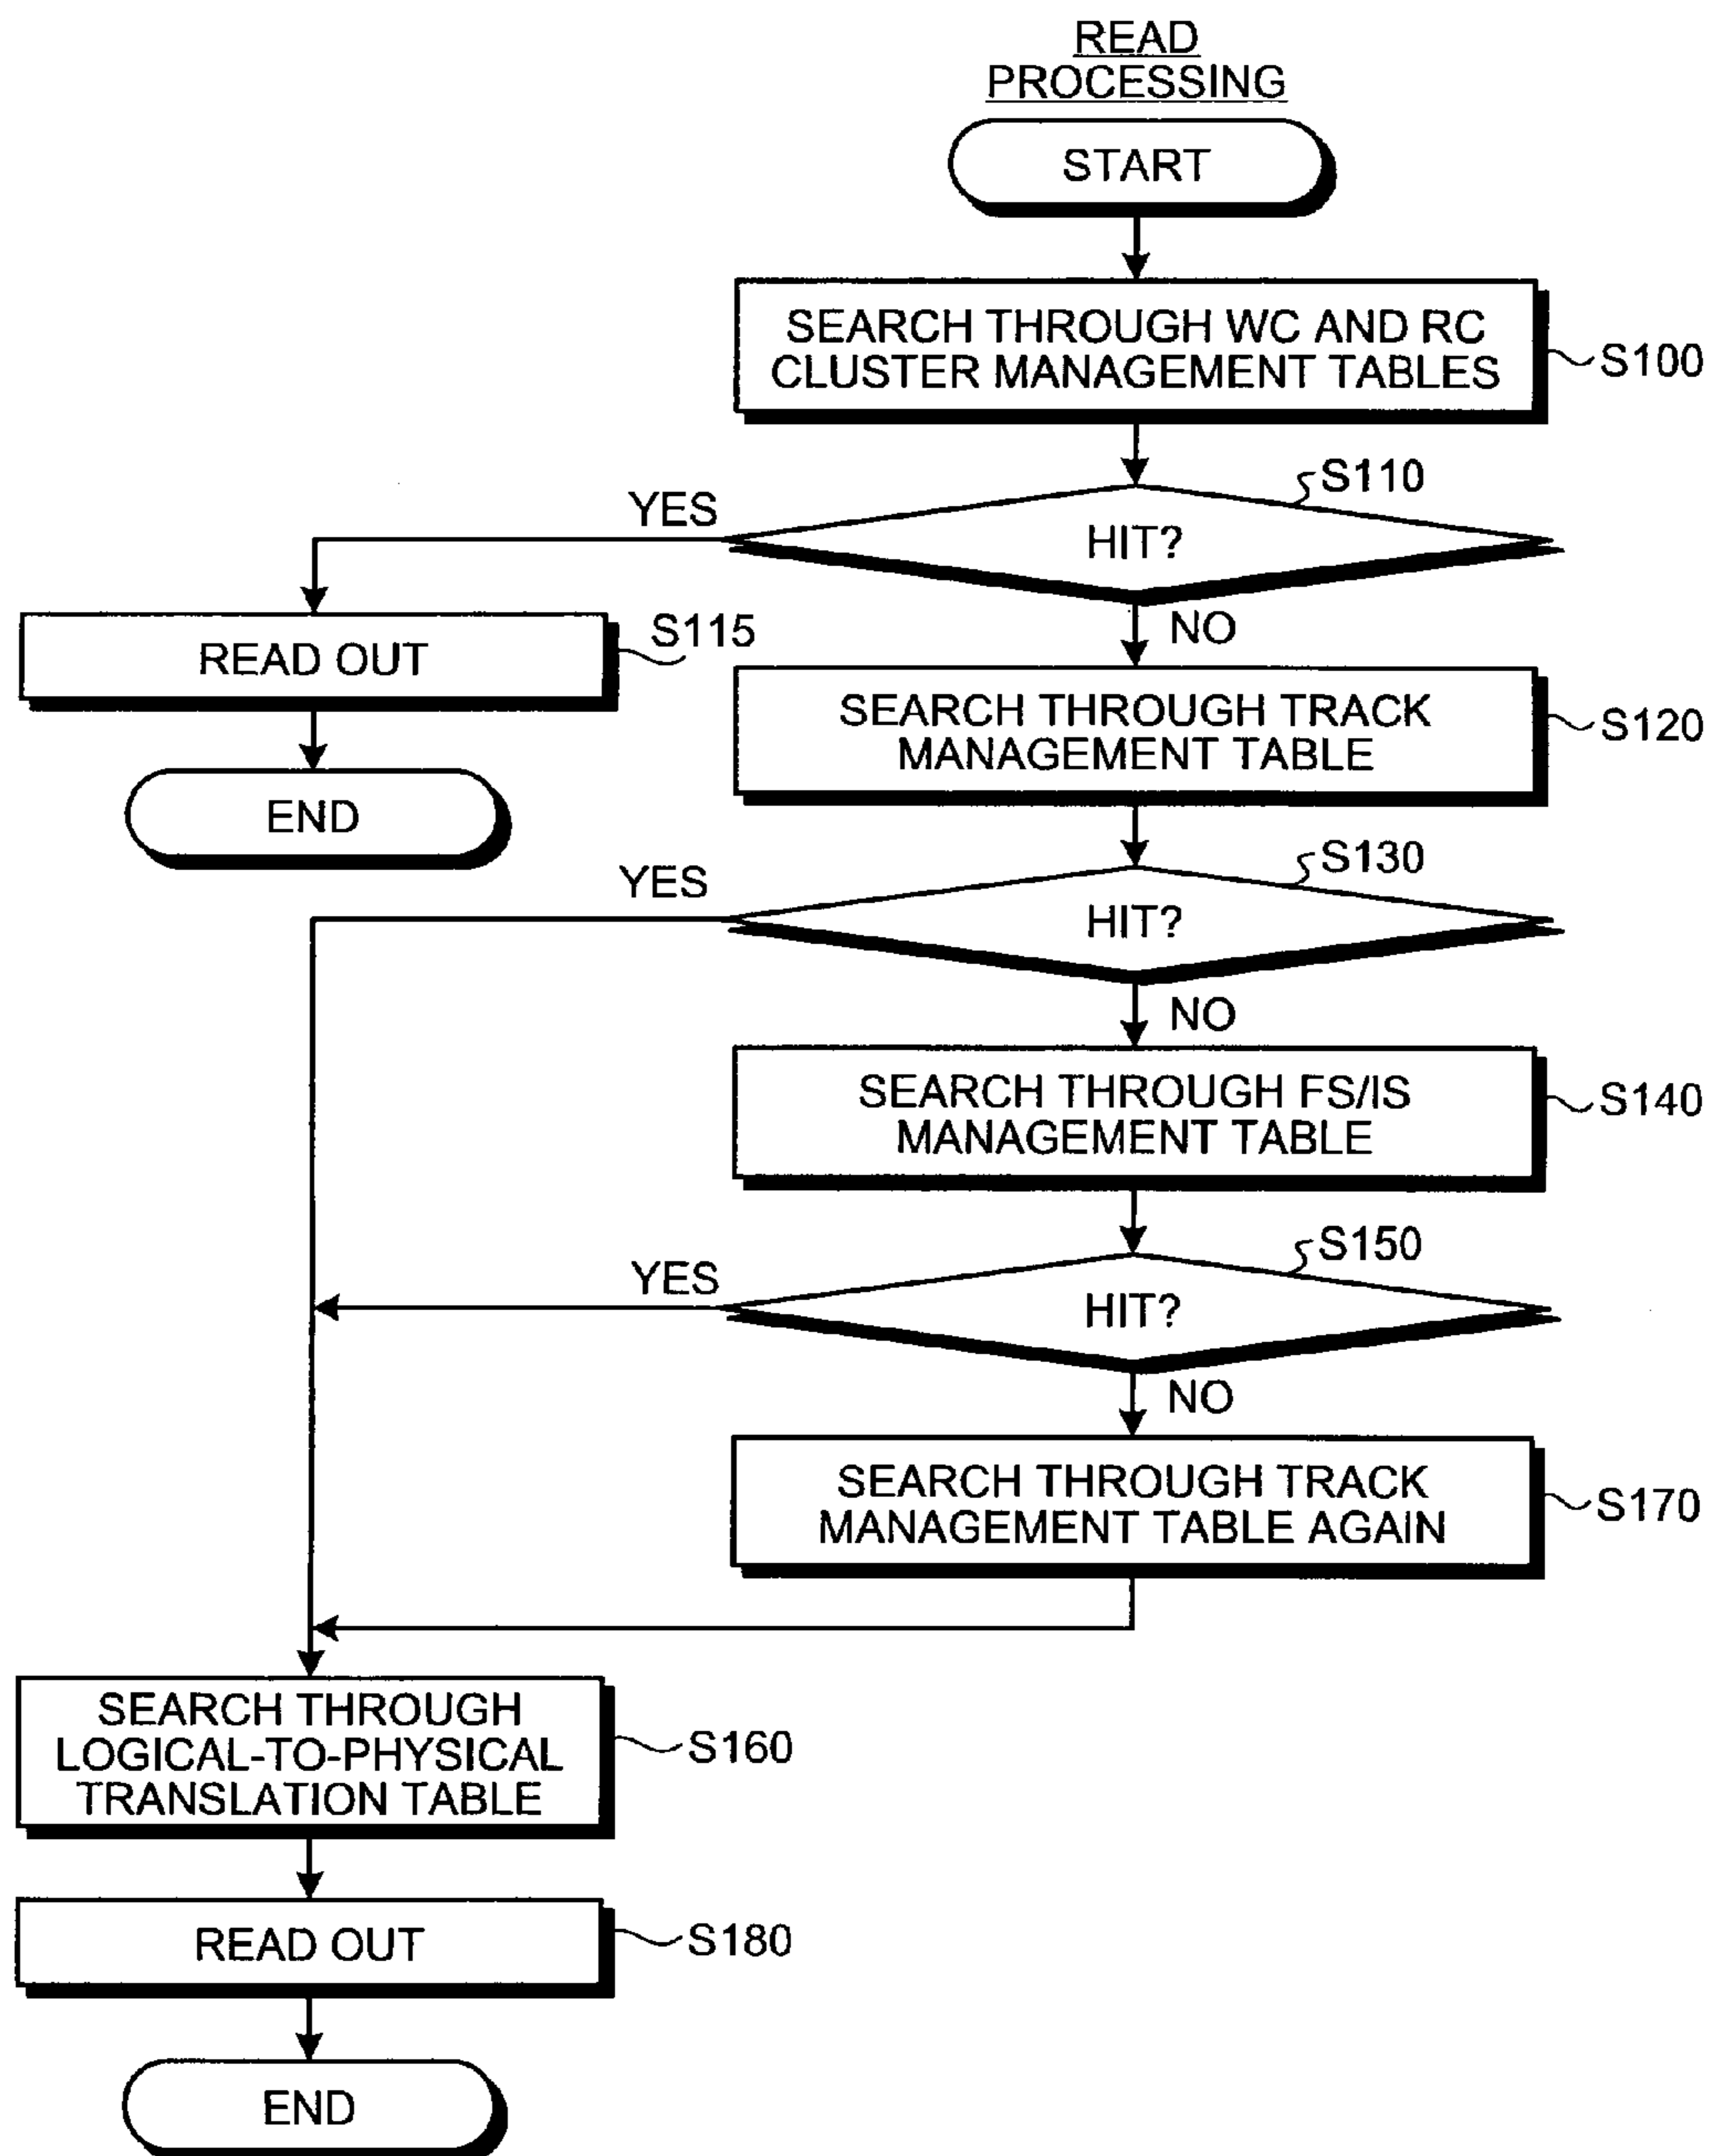 READ
PROCESSING
START
SEARCH THROUGH WC AND RC
CLUSTER MANAGEMENT TABLES
S100
S110
YES
HIT?
NO
READ OUT
S115
END
SEARCH THROUGH TRACK
MANAGEMENT TABLE
S120
S130
YES
HIT?
NO
SEARCH THROUGH FS/IS
MANAGEMENT TABLE
S140
S150
YES
HIT?
NO
SEARCH THROUGH TRACK
MANAGEMENT TABLE AGAIN
S170
SEARCH THROUGH
LOGICAL-TO-PHYSICAL
TRANSLATION TABLE
S160
READ OUT
S180
END